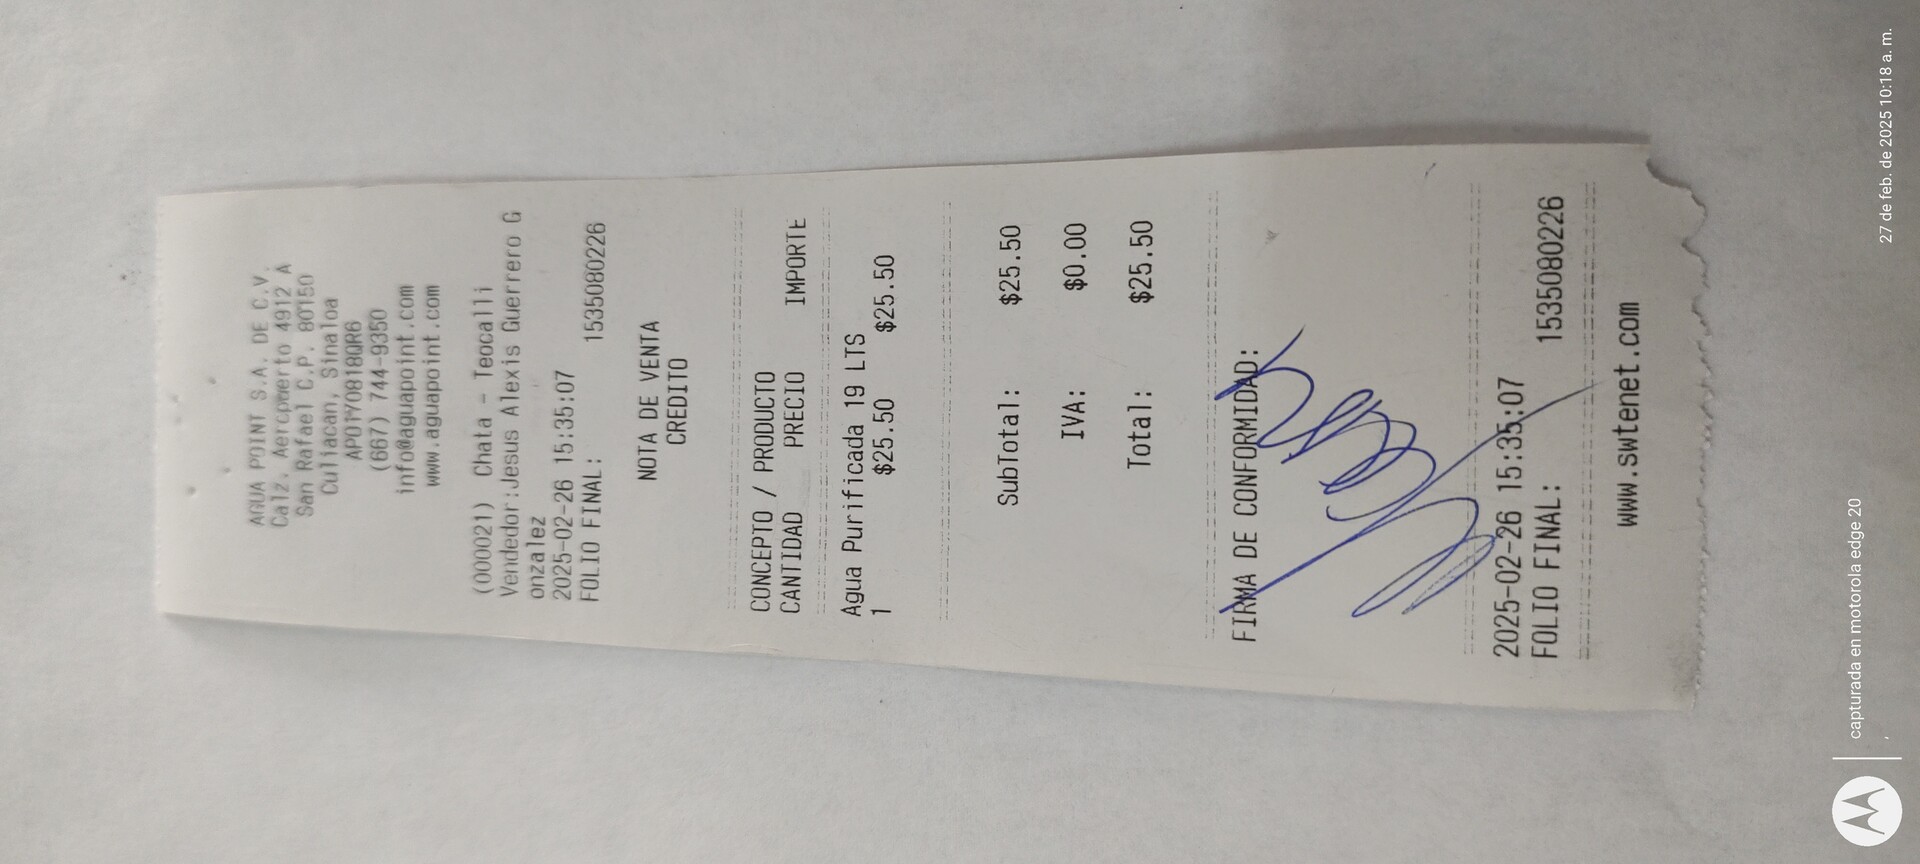 AGUA POINT S.A. DE C.V.
Calz. Aeropuerto 4912 A
San Rafael C.P. 80150
Culiacan, Sinaloa
APO170818QR6
(667) 744-9350
info@aguapoint.com
www.aguapoint.com
(000021) Chata - Teocalli
Vendedor:Jesus Alexis Guerrero G
onzalez
2025-02-26 15:35:07
FOLIO FINAL: 1535080226
NOTA DE VENTA
CREDITO
CONCEPTO / PRODUCTO
CANTIDAD PRECIO IMPORTE
Agua Purificada 19 LTS
1 $25.50 $25.50
SubTotal: $25.50
IVA: $0.00
Total: $25.50
FIRMA DE CONFORMIDAD:
2025-02-26 15:35:07
FOLIO FINAL: 1535080226
www.swtenet.com
capturada en motorola edge 20
27 de feb. de 2025 10:18 a. m.